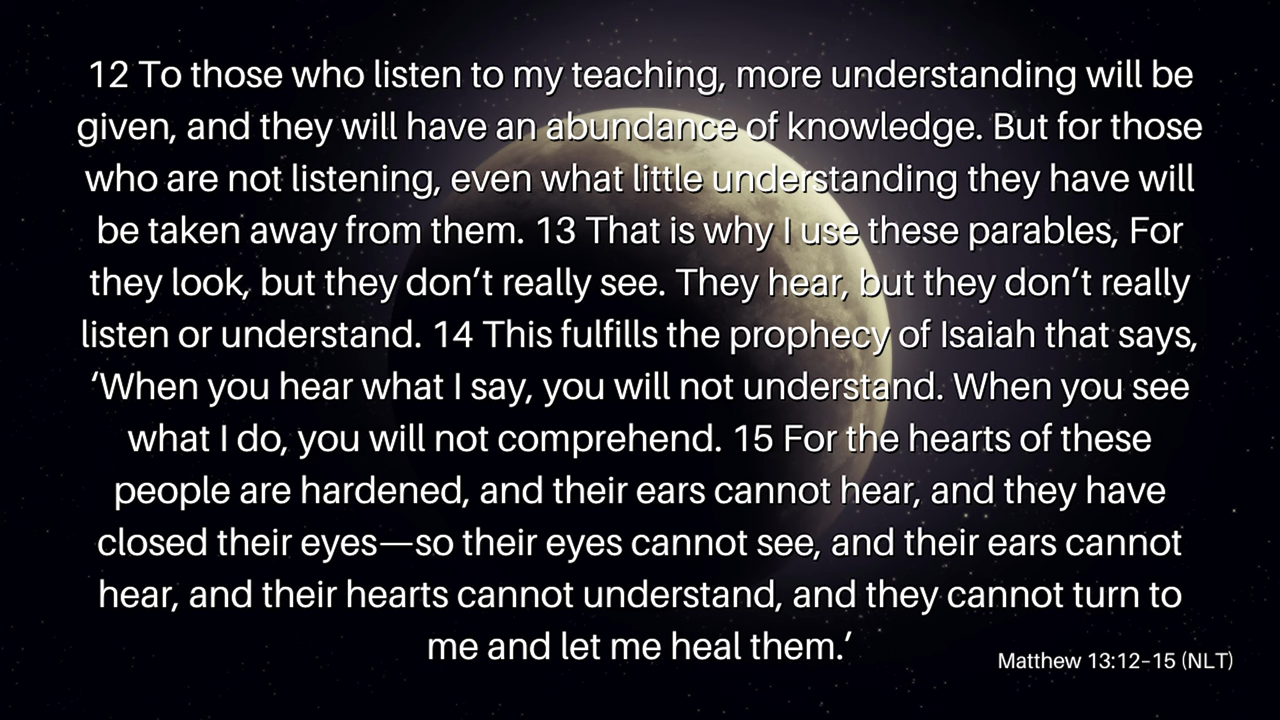 12 To those who listen to my teaching, more understanding will be
given, and they will have an abundance of knowledge. But for those
who are not listening, even what little understanding they have will
be taken away from them. 13 That is why I use these parables, For
they look, but they don’t really see. They hear, but they don’t really
listen or understand. 14 This fulfills the prophecy of Isaiah that says,
‘When you hear what I say, you will not understand. When you see
what I do, you will not comprehend. 15 For the hearts of these
people are hardened, and their ears cannot hear, and they have
closed their eyes—so their eyes cannot see, and their ears cannot
hear, and their hearts cannot understand, and they cannot turn to
me and let me heal them.’
Matthew 13:12–15 (NLT)